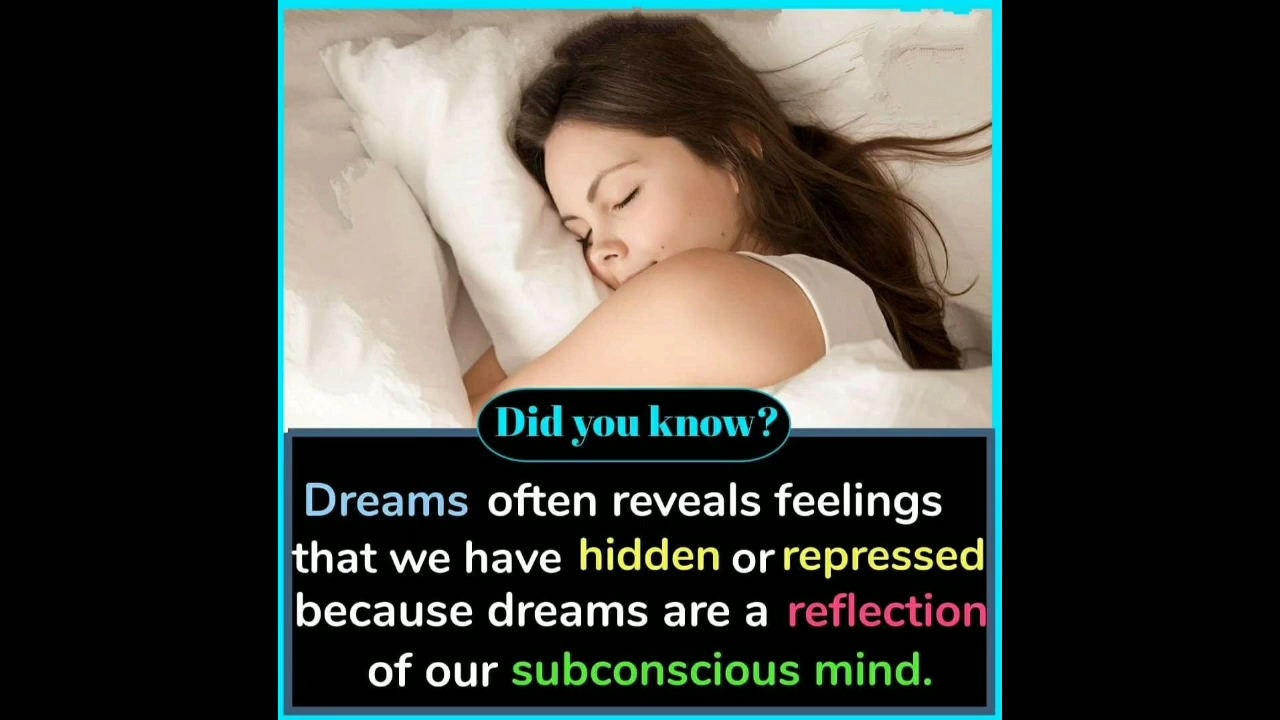 Did you know?
Dreams often reveals feelings
that we have hidden or repressed
because dreams are a reflection
of our subconscious mind.